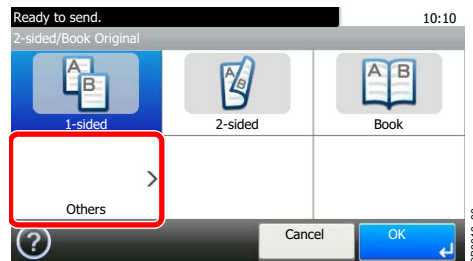 Ready to send. 10:10
2-sided/Book Original
A B A B A B
1-sided 2-sided Book
Others
? Cancel OK